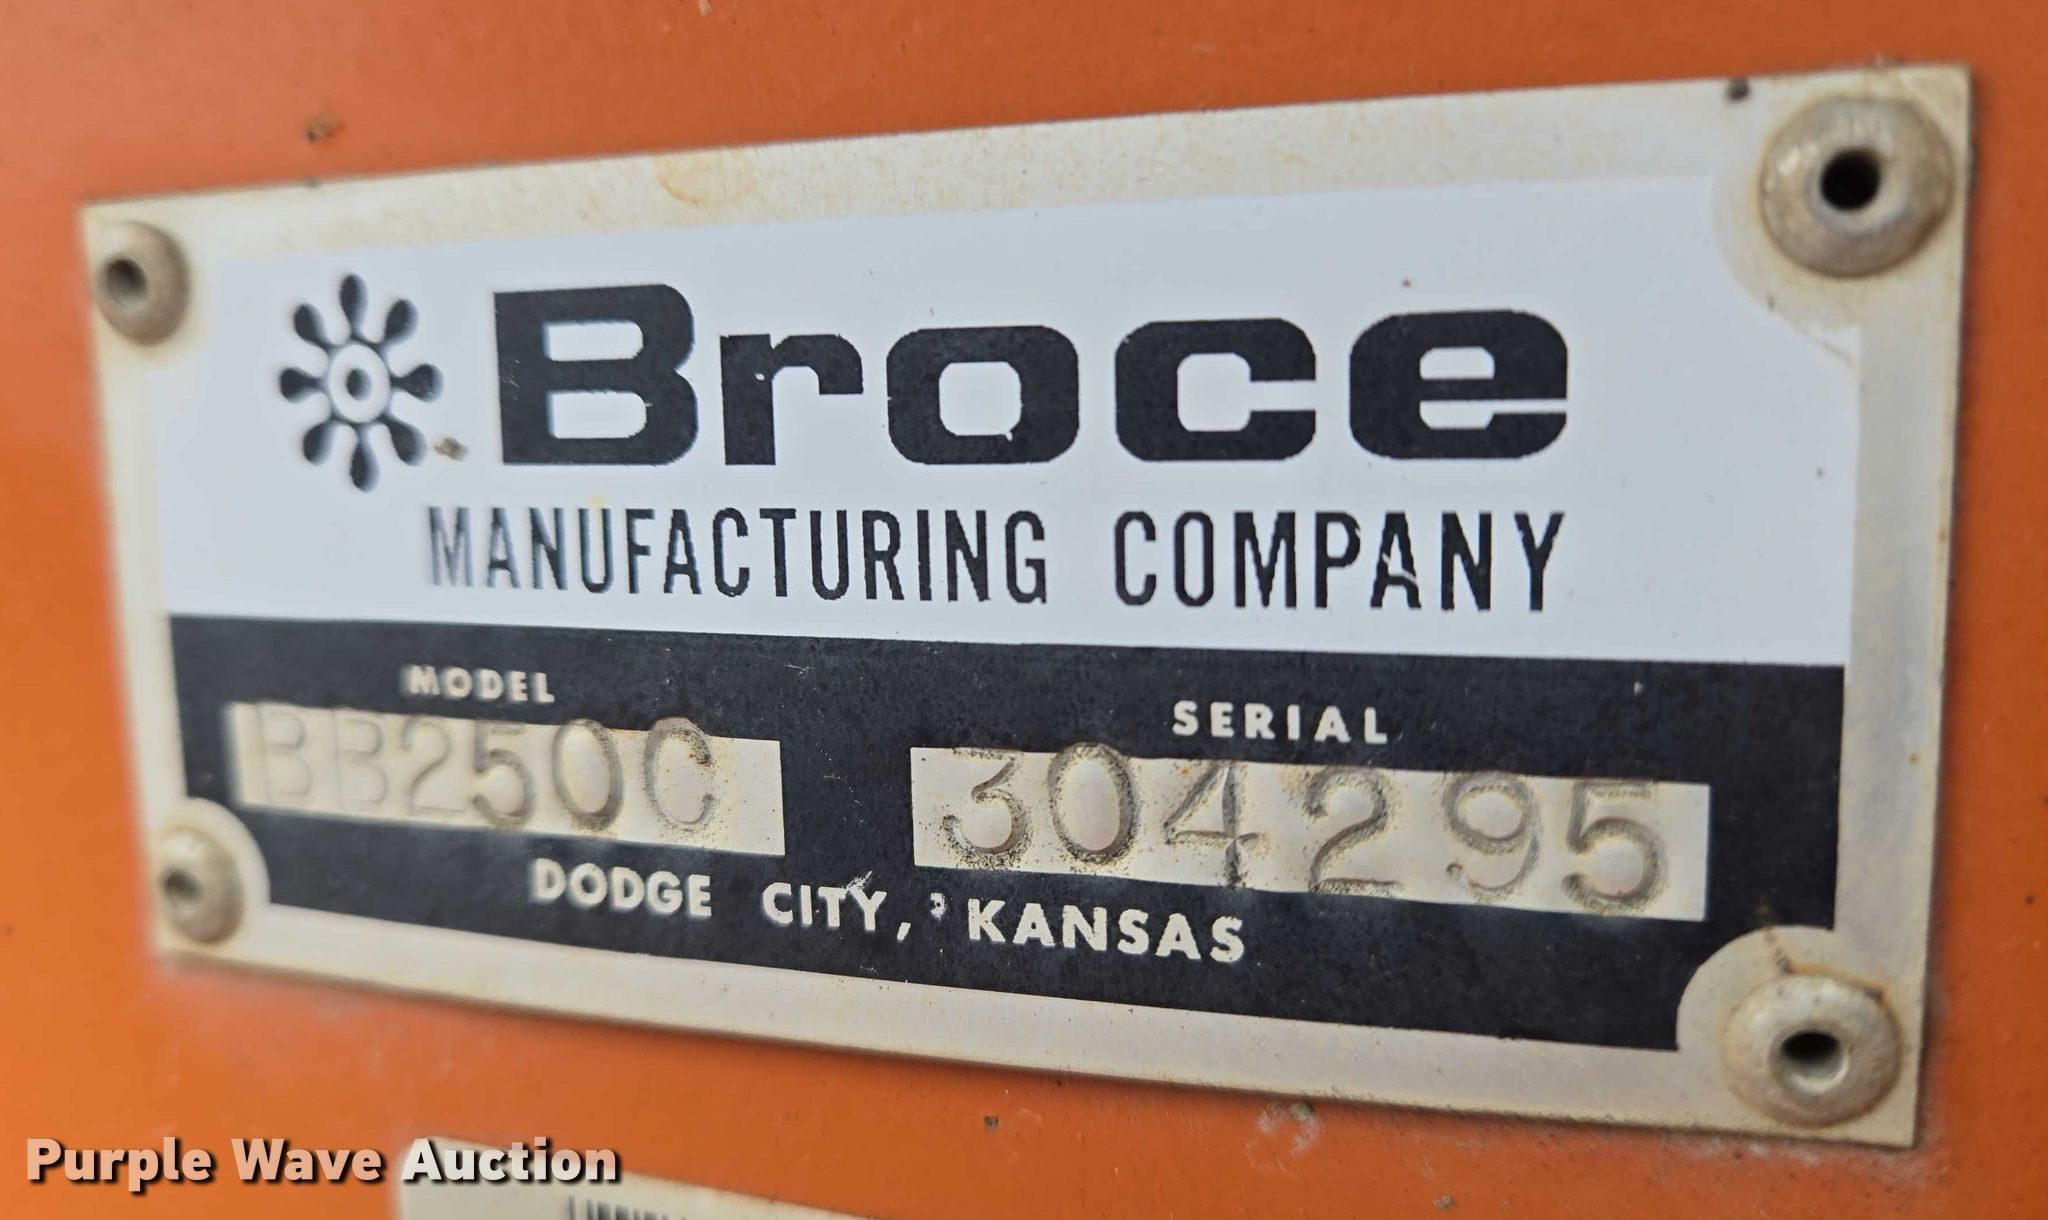 Broce
MANUFACTURING COMPANY
MODEL
SERIAL
BB250C
304295
DODGE CITY, KANSAS
Purple Wave Auction